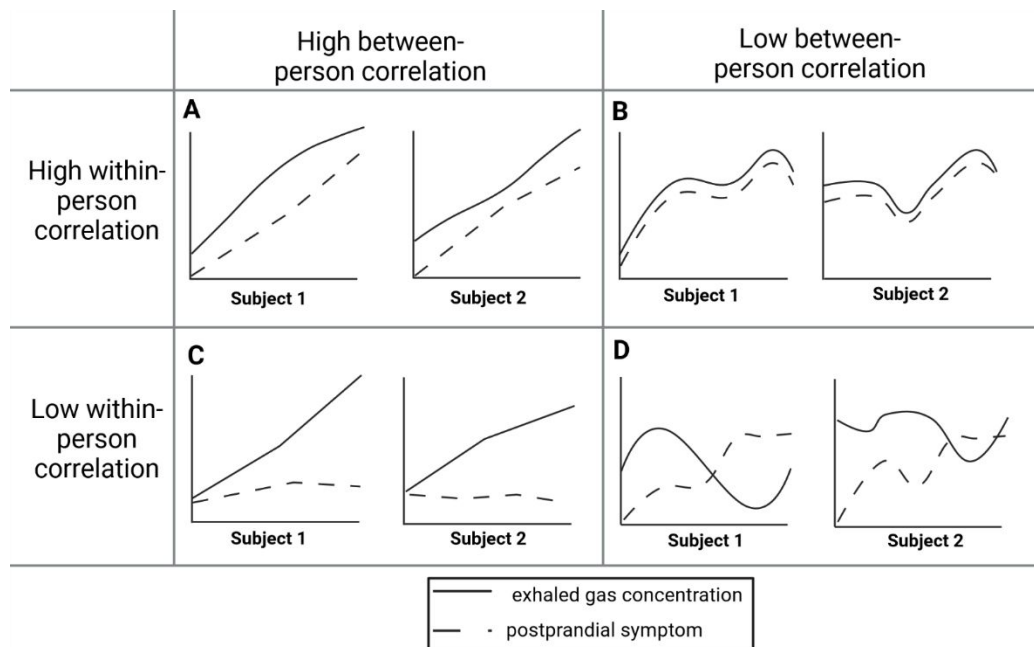 High between-
person correlation
Low between-
person correlation
High within-
person
correlation
A
Subject 1
Subject 2
B
Subject 1
Subject 2
Low within-
person
correlation
C
Subject 1
Subject 2
D
Subject 1
Subject 2
exhaled gas concentration
postprandial symptom